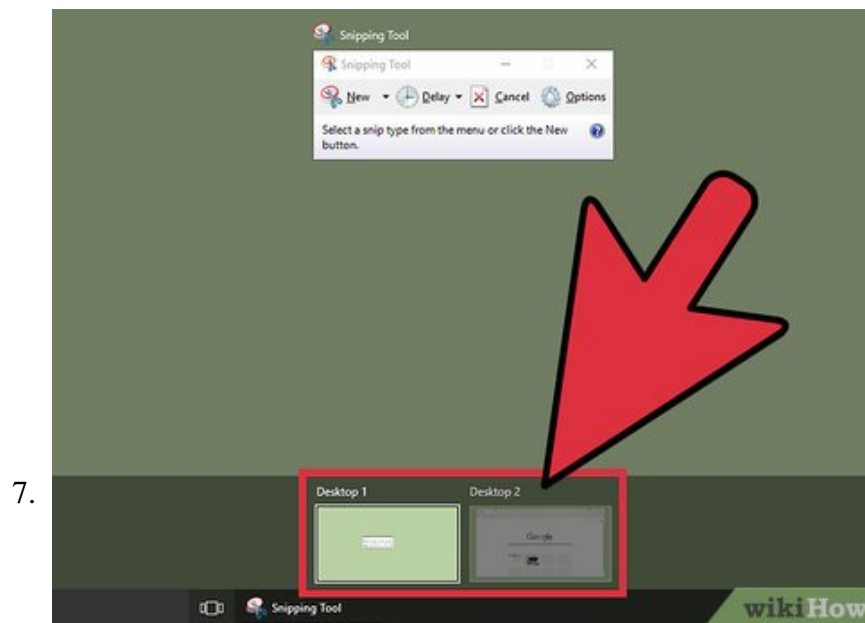 Snipping Tool
Snipping Tool
New Delay Cancel Options
Select a snip type from the menu or click the New
button.
7.
Desktop 1 Desktop 2
Google
Snipping Tool
wikiHow